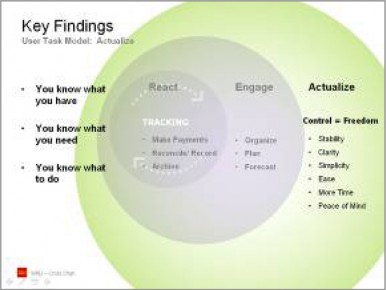 Key Findings
User Task Model: Actualize
• You know what
you have
• You know what
you need
• You know what
to do
React
TRACKING:
• Make Payments
• Reconcile/ Record
• Archive
Engage
• Organize
• Plan
• Forecast
Actualize
Control = Freedom
• Stability
• Clarity
• Simplicity
• Ease
• More Time
• Peace of Mind